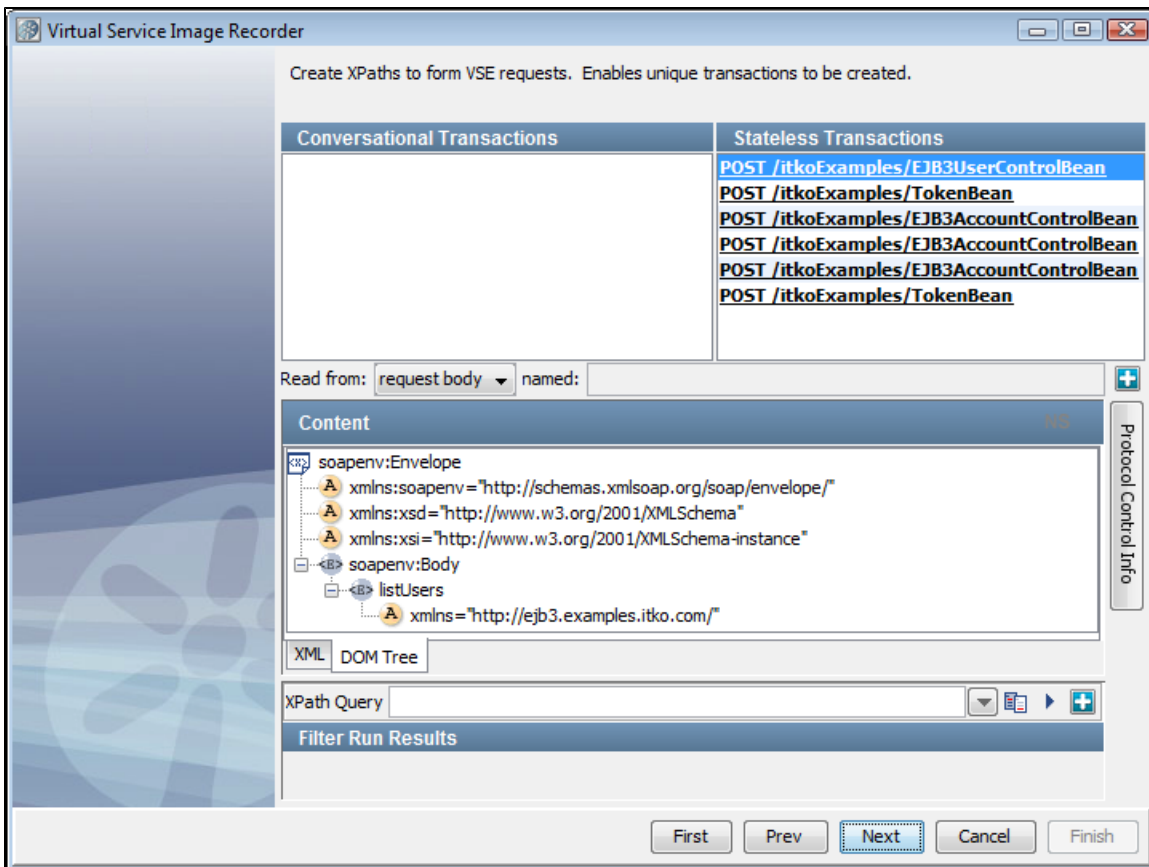 Virtual Service Image Recorder
Create XPaths to form VSE requests. Enables unique transactions to be created.
Conversational Transactions
Stateless Transactions
POST /itkoExamples/EJB3UserControlBean
POST /itkoExamples/TokenBean
POST /itkoExamples/EJB3AccountControlBean
POST /itkoExamples/EJB3AccountControlBean
POST /itkoExamples/EJB3AccountControlBean
POST /itkoExamples/TokenBean
Read from: request body named:
Content NS
Protocol Control Info
<X> soapenv:Envelope
A xmlns:soapenv="http://schemas.xmlsoap.org/soap/envelope/"
A xmlns:xsd="http://www.w3.org/2001/XMLSchema"
A xmlns:xsi="http://www.w3.org/2001/XMLSchema-instance"
<E> soapenv:Body
<E> listUsers
A xmlns="http://ejb3.examples.itko.com/"
XML DOM Tree
XPath Query
Filter Run Results
First Prev Next Cancel Finish